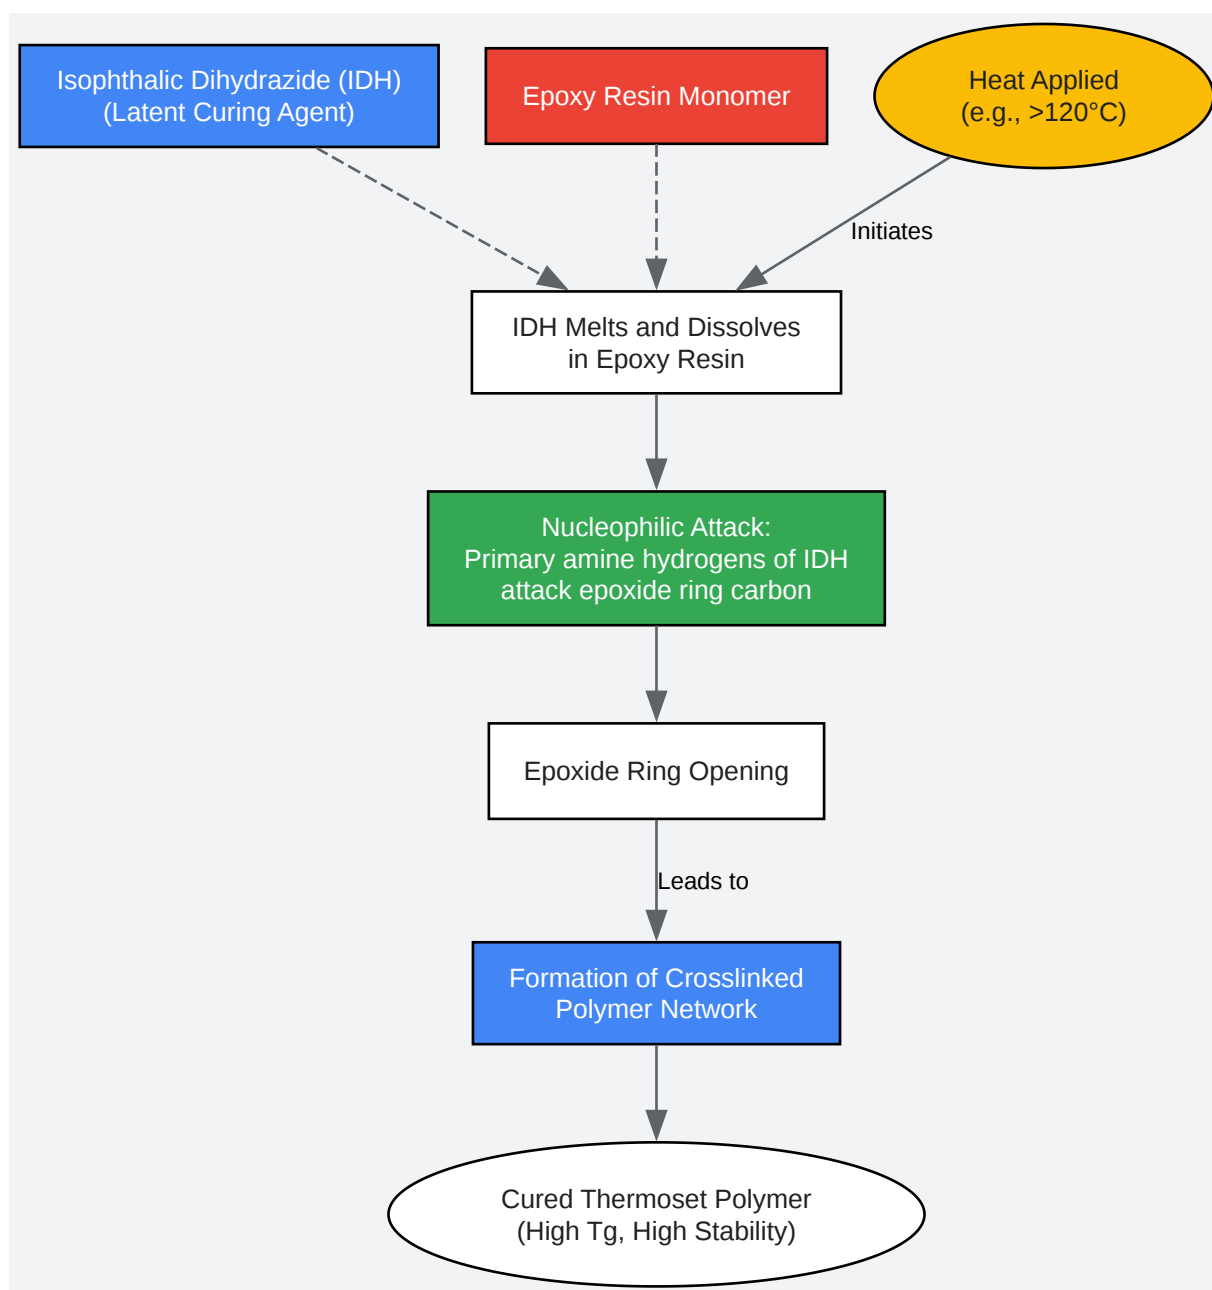 Isophthalic Dihydrazide (IDH)
(Latent Curing Agent)
Epoxy Resin Monomer
Heat Applied
(e.g., >120°C)
Initiates
IDH Melts and Dissolves
in Epoxy Resin
Nucleophilic Attack:
Primary amine hydrogens of IDH
attack epoxide ring carbon
Epoxide Ring Opening
Leads to
Formation of Crosslinked
Polymer Network
Cured Thermoset Polymer
(High Tg, High Stability)